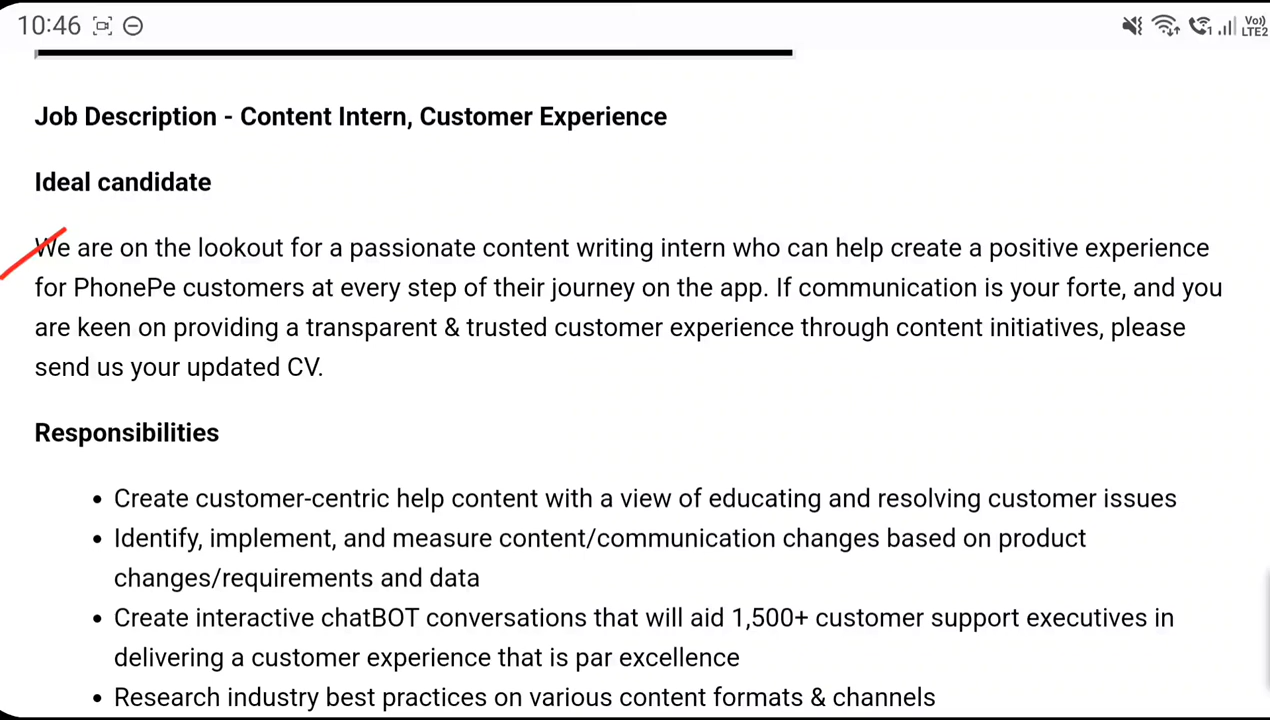 10:46
Vo))
LTE2
1
Job Description - Content Intern, Customer Experience
Ideal candidate
We are on the lookout for a passionate content writing intern who can help create a positive experience
for PhonePe customers at every step of their journey on the app. If communication is your forte, and you
are keen on providing a transparent & trusted customer experience through content initiatives, please
send us your updated CV.
Responsibilities
• Create customer-centric help content with a view of educating and resolving customer issues
• Identify, implement, and measure content/communication changes based on product
changes/requirements and data
• Create interactive chatBOT conversations that will aid 1,500+ customer support executives in
delivering a customer experience that is par excellence
• Research industry best practices on various content formats & channels